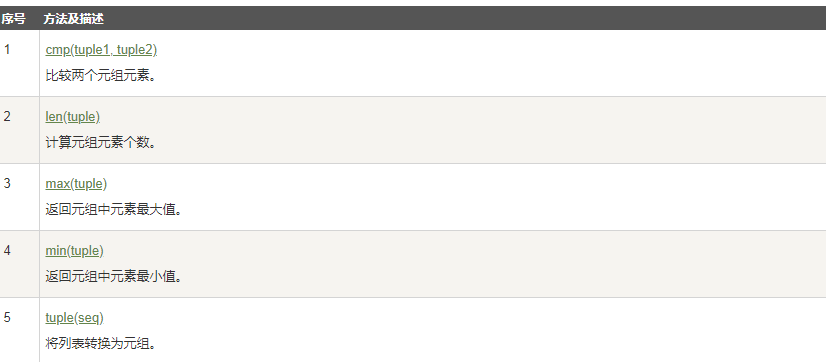 序号 方法及描述
1 cmp(tuple1, tuple2)
比较两个元组元素。
2 len(tuple)
计算元组元素个数。
3 max(tuple)
返回元组中元素最大值。
4 min(tuple)
返回元组中元素最小值。
5 tuple(seq)
将列表转换为元组。